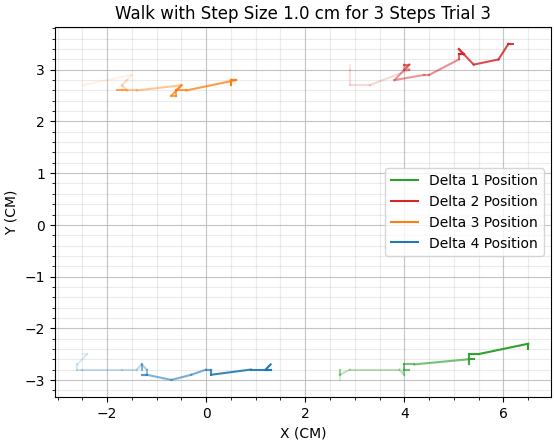 Walk with Step Size 1.0 cm for 3 Steps Trial 3
Y (CM)
3
2
1
0
−1
−2
−3
Delta 1 Position
Delta 2 Position
Delta 3 Position
Delta 4 Position
−2
0
2
4
6
X (CM)